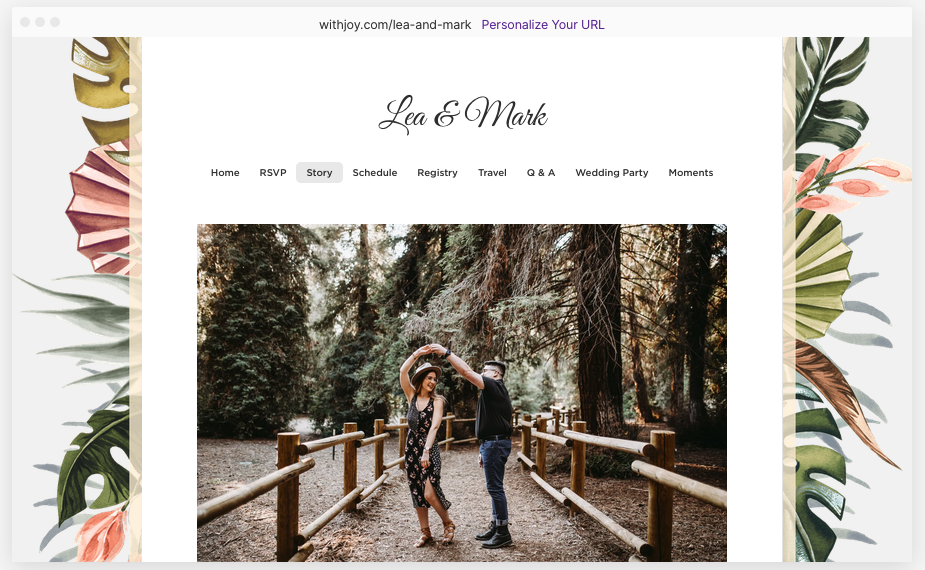 withjoy.com/lea-and-mark Personalize Your URL
Lea & Mark
Home RSVP Story Schedule Registry Travel Q & A Wedding Party Moments